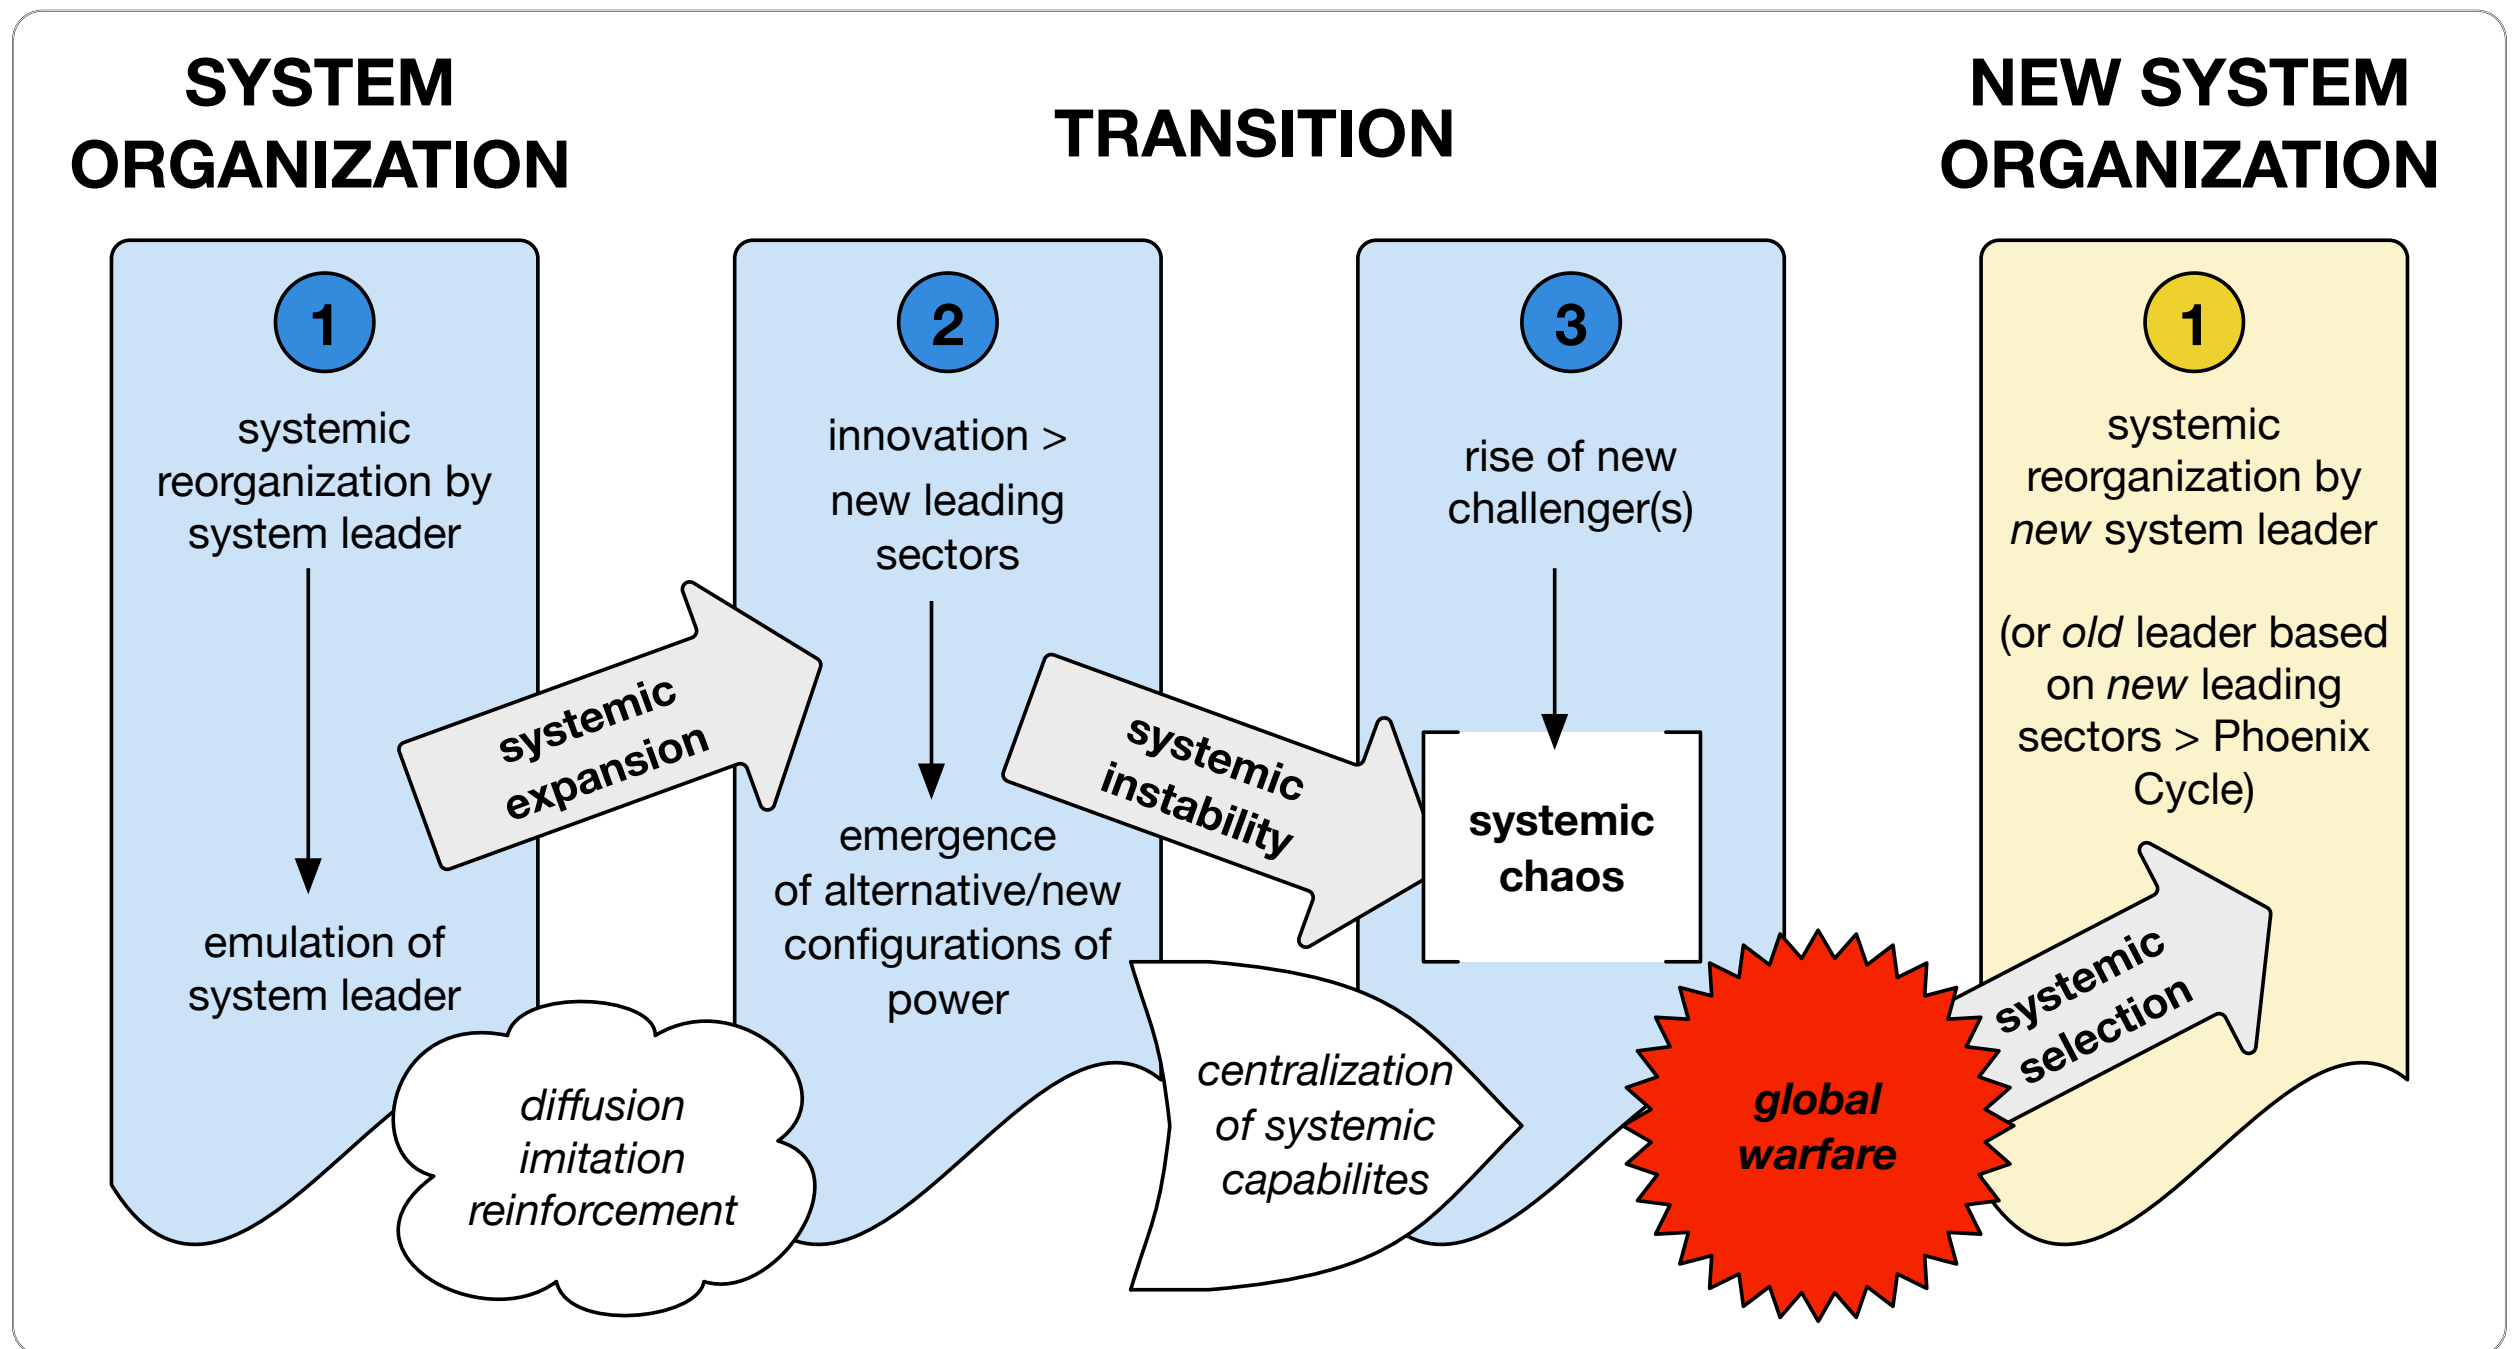 SYSTEM
ORGANIZATION
TRANSITION
NEW SYSTEM
ORGANIZATION
1
systemic
reorganization by
system leader
emulation of
system leader
systemic
expansion
diffusion
imitation
reinforcement
2
innovation >
new leading
sectors
emergence
of alternative/new
configurations of
power
systemic
instability
centralization
of systemic
capabilites
3
rise of new
challenger(s)
systemic
chaos
global
warfare
systemic
selection
1
systemic
reorganization by
new system leader
(or old leader based
on new leading
sectors > Phoenix
Cycle)